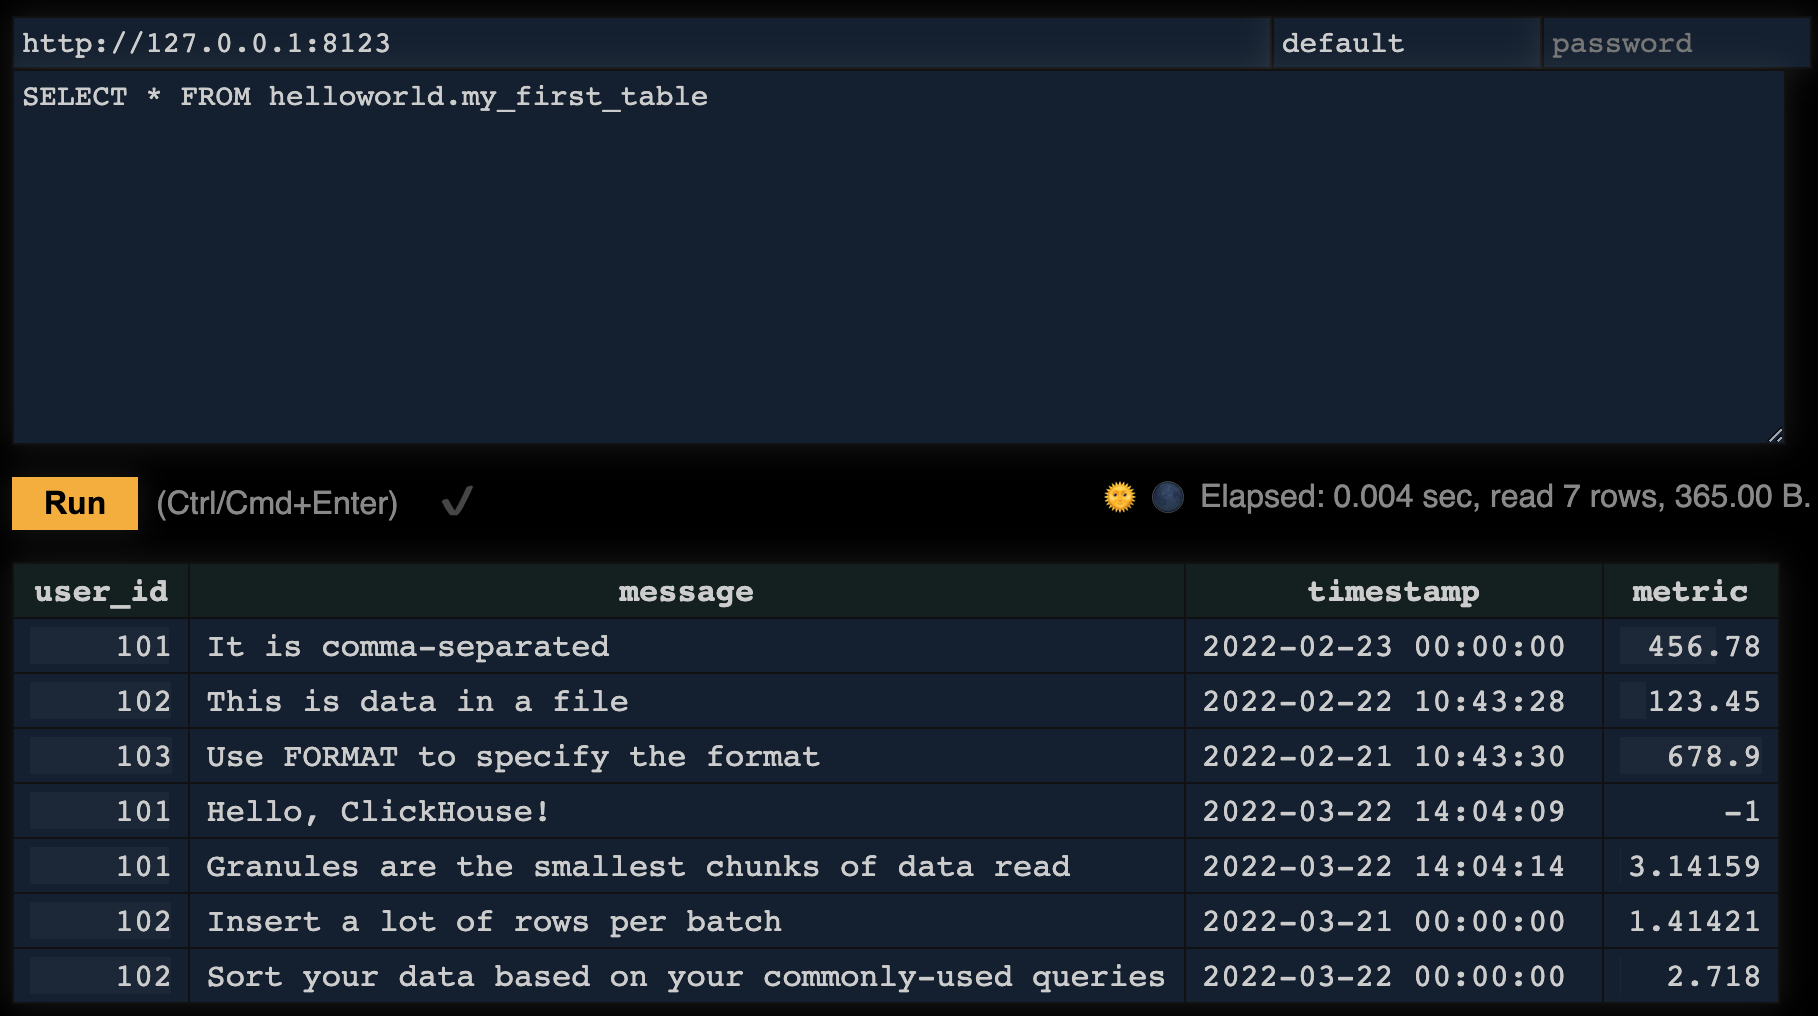 http://127.0.0.1:8123 default password
SELECT * FROM helloworld.my_first_table
Run (Ctrl/Cmd+Enter) ✔ 🌞 🌑 Elapsed: 0.004 sec, read 7 rows, 365.00 B.
user_id message timestamp metric
101 It is comma-separated 2022-02-23 00:00:00 456.78
102 This is data in a file 2022-02-22 10:43:28 123.45
103 Use FORMAT to specify the format 2022-02-21 10:43:30 678.9
101 Hello, ClickHouse! 2022-03-22 14:04:09 -1
101 Granules are the smallest chunks of data read 2022-03-22 14:04:14 3.14159
102 Insert a lot of rows per batch 2022-03-21 00:00:00 1.41421
102 Sort your data based on your commonly-used queries 2022-03-22 00:00:00 2.718